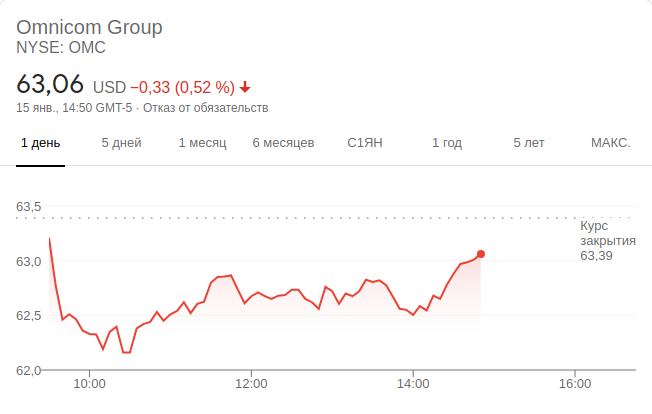 Omnicom Group
NYSE: OMC
63,06 USD −0,33 (0,52 %)
15 янв., 14:50 GMT-5 · Отказ от обязательств
1 день 5 дней 1 месяц 6 месяцев С1ЯН 1 год 5 лет МАКС.
63,5
Курс
закрытия
63,39
63,0
62,5
62,0
10:00 12:00 14:00 16:00